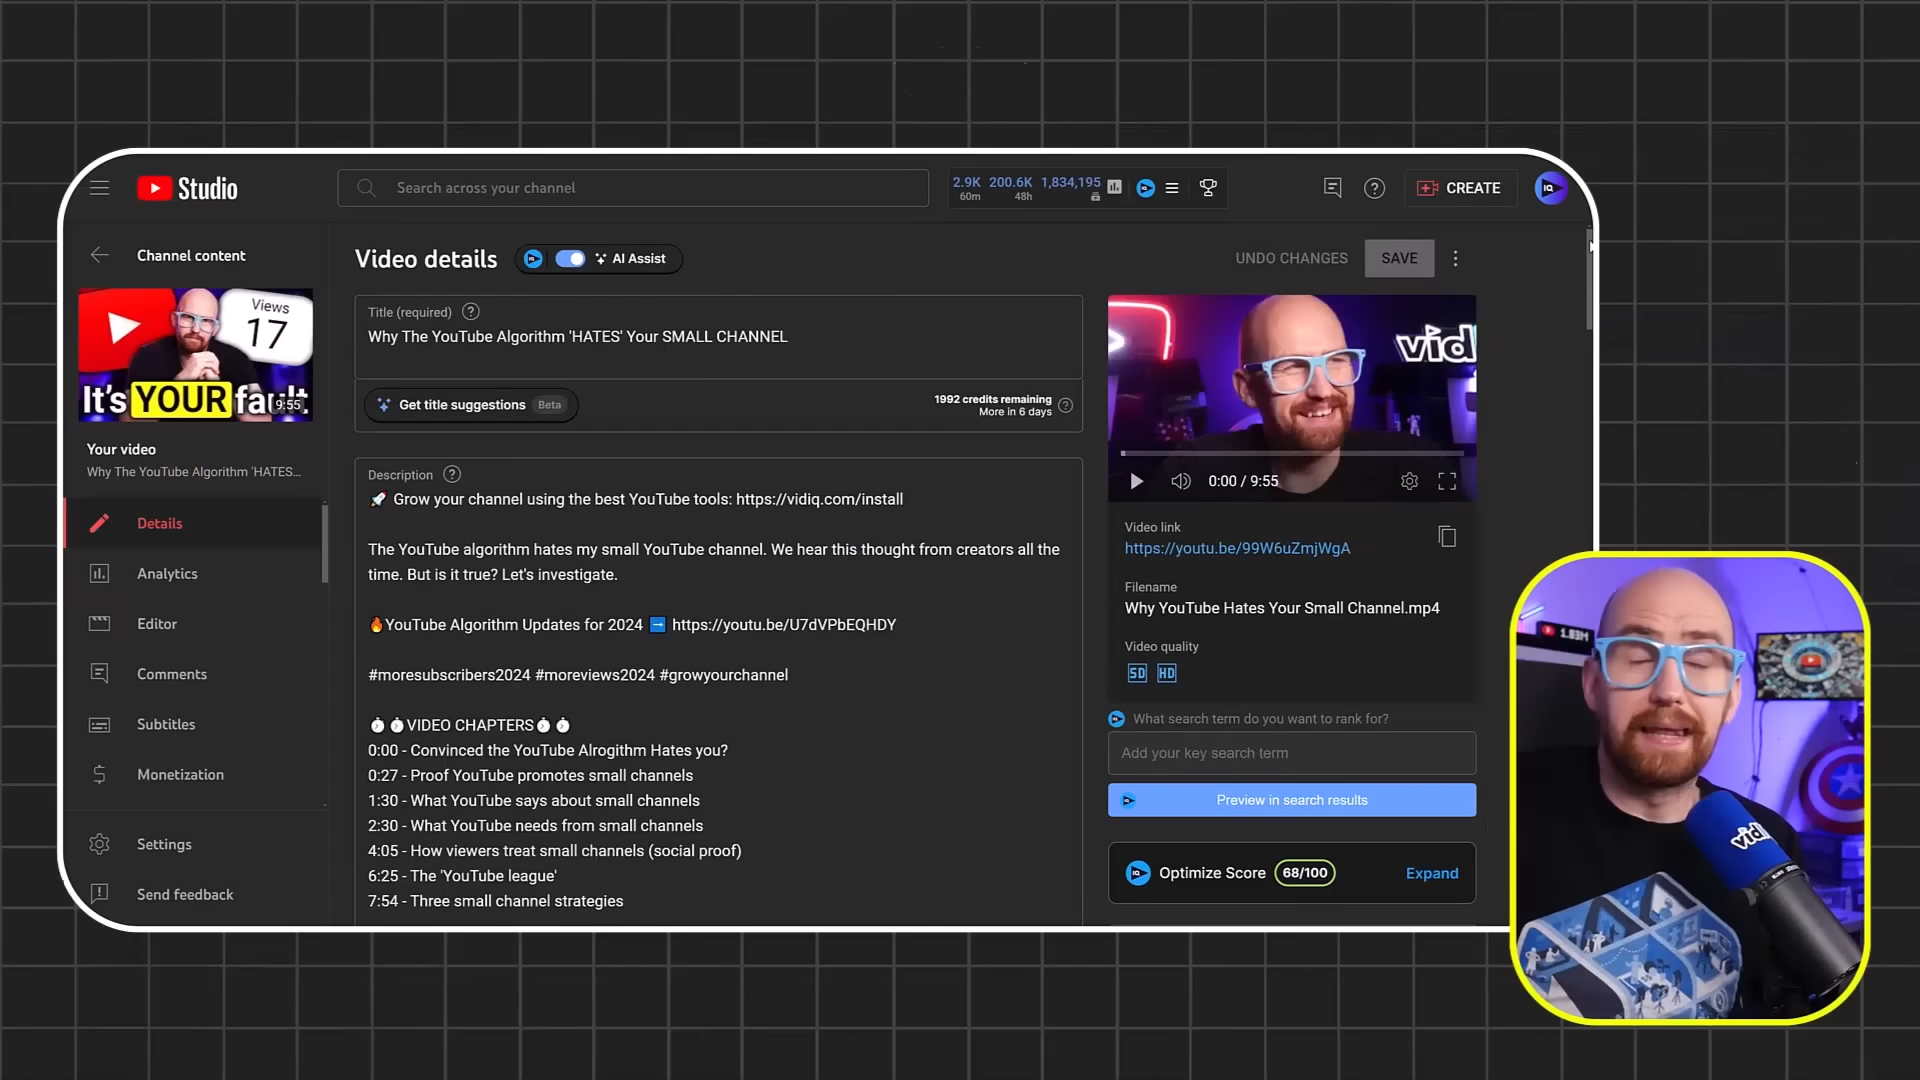 Studio
Search across your channel
2.9K 200.6K 1,834,195
60m 48h
CREATE
Channel content
Video details
AI Assist
UNDO CHANGES
SAVE
Views
17
It's YOUR fault
9:55
Your video
Why The YouTube Algorithm 'HATES...
Details
Analytics
Editor
Comments
Subtitles
Monetization
Settings
Send feedback
Title (required)
Why The YouTube Algorithm 'HATES' Your SMALL CHANNEL
Get title suggestions Beta
1992 credits remaining
More in 6 days
Description
🚀 Grow your channel using the best YouTube tools: https://vidiq.com/install
The YouTube algorithm hates my small YouTube channel. We hear this thought from creators all the
time. But is it true? Let's investigate.
🔥YouTube Algorithm Updates for 2024 ➡️ https://youtu.be/U7dVPbEQHDY
#moresubscribers2024 #moreviews2024 #growyourchannel
⏱️⏱️VIDEO CHAPTERS⏱️⏱️
0:00 - Convinced the YouTube Alrogithm Hates you?
0:27 - Proof YouTube promotes small channels
1:30 - What YouTube says about small channels
2:30 - What YouTube needs from small channels
4:05 - How viewers treat small channels (social proof)
6:25 - The 'YouTube league'
7:54 - Three small channel strategies
vidI
0:00 / 9:55
Video link
https://youtu.be/99W6uZmjWgA
Filename
Why YouTube Hates Your Small Channel.mp4
Video quality
SD HD
What search term do you want to rank for?
Add your key search term
Preview in search results
Optimize Score 68/100
Expand
1.83M
vidI